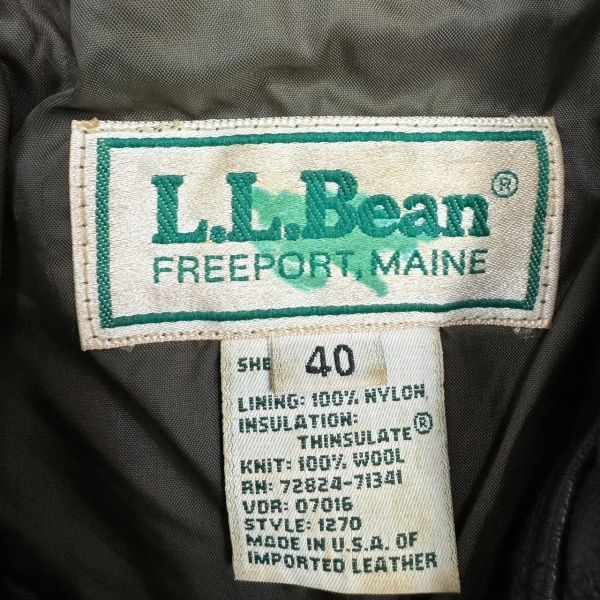 L.L.Bean®
FREEPORT, MAINE
40
LINING: 100% NYLON
INSULATION:
THINSULATE®
KNIT: 100% WOOL
RN: 72824-71341
VDR: 07016
STYLE: 1270
MADE IN U.S.A. OF
IMPORTED LEATHER